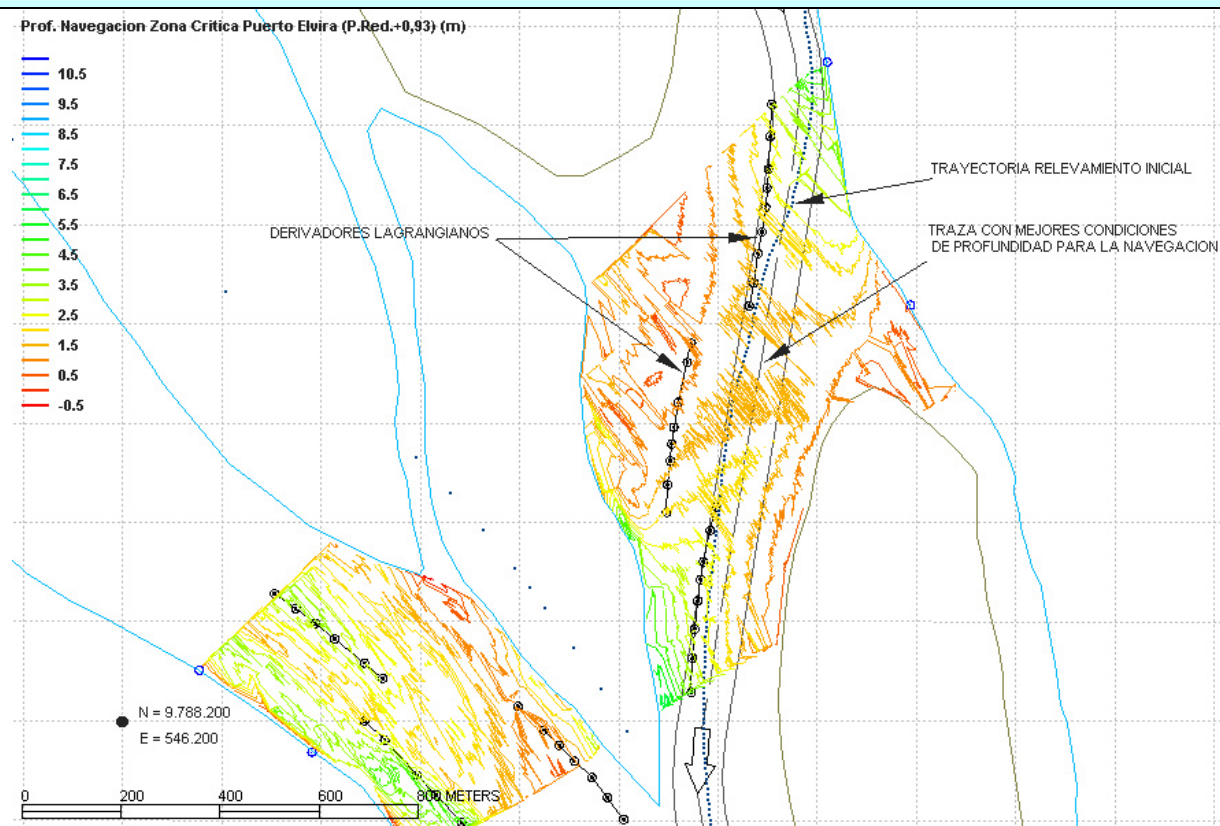 Prof. Navegacion Zona Critica Puerto Elvira (P.Red.+0,93) (m)
10.5
9.5
8.5
7.5
6.5
5.5
4.5
3.5
2.5
1.5
0.5
-0.5
TRAYECTORIA RELEVAMIENTO INICIAL
DERIVADORES LAGRANGIANOS
TRAZA CON MEJORES CONDICIONES
DE PROFUNDIDAD PARA LA NAVEGACION
N = 9.788.200
E = 546.200
0 200 400 600 800 METERS